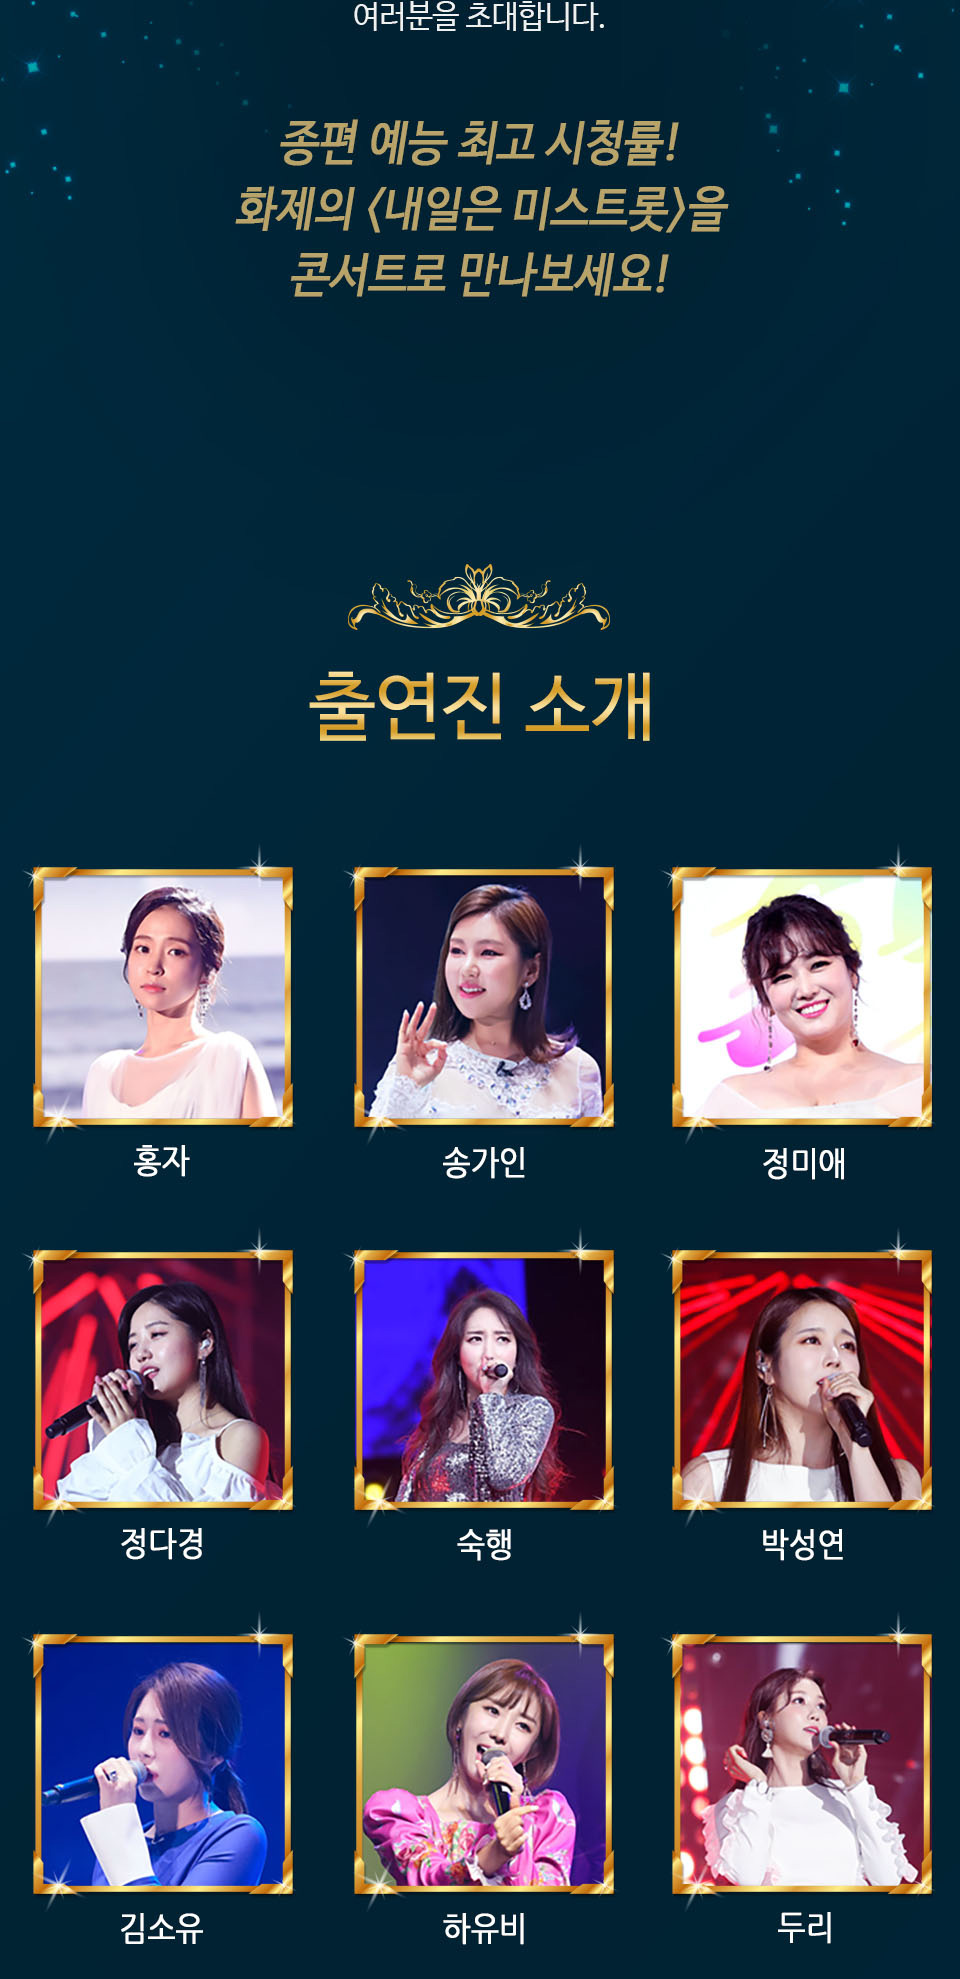 여러분을 초대합니다.
종편 예능 최고 시청률!
화제의 <내일은 미스트롯>을
콘서트로 만나보세요!
출연진 소개
홍자
송가인
정미애
정다경
숙행
박성연
김소유
하유비
두리